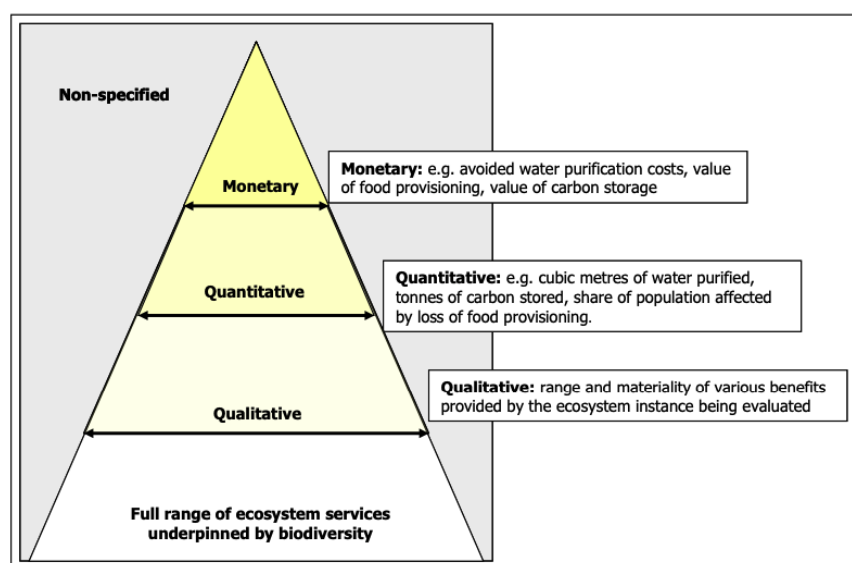 Non-specified
Monetary
Monetary: e.g. avoided water purification costs, value
of food provisioning, value of carbon storage
Quantitative
Quantitative: e.g. cubic metres of water purified,
tonnes of carbon stored, share of population affected
by loss of food provisioning.
Qualitative
Qualitative: range and materiality of various benefits
provided by the ecosystem instance being evaluated
Full range of ecosystem services
underpinned by biodiversity